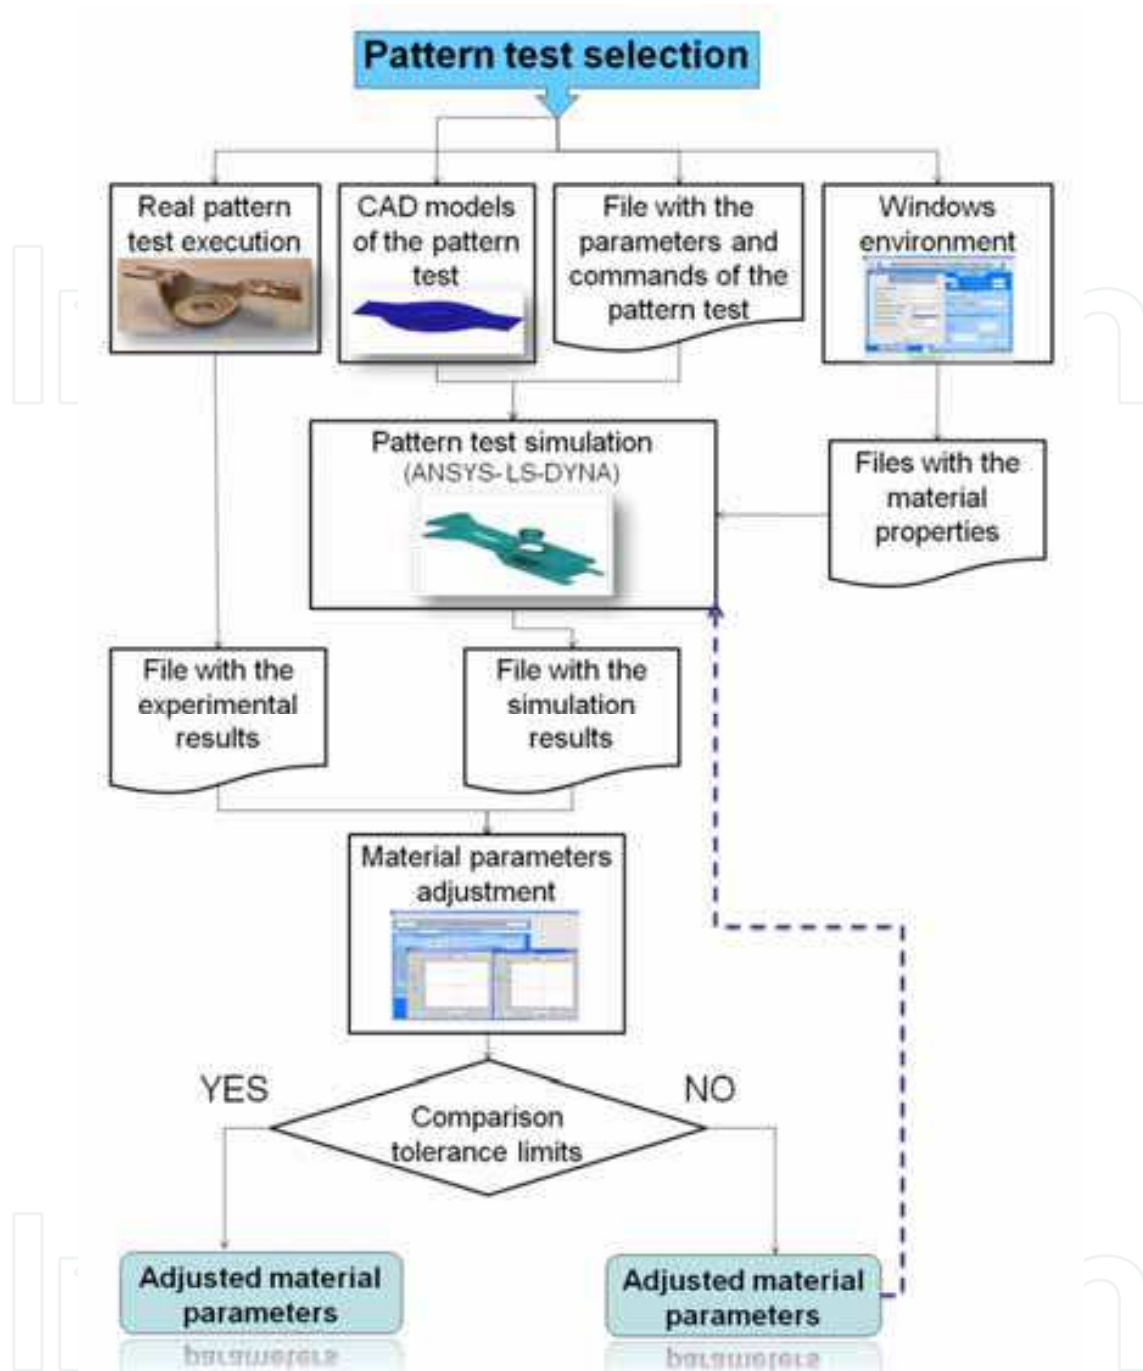 Pattern test selection
Real pattern
test execution
CAD models
of the pattern
test
File with the
parameters and
commands of the
pattern test
Windows
environment
Pattern test simulation
(ANSYS-LS-DYNA)
Files with the
material
properties
File with the
experimental
results
File with the
simulation
results
Material parameters
adjustment
YES
NO
Comparison
tolerance limits
Adjusted material
parameters
Adjusted material
parameters